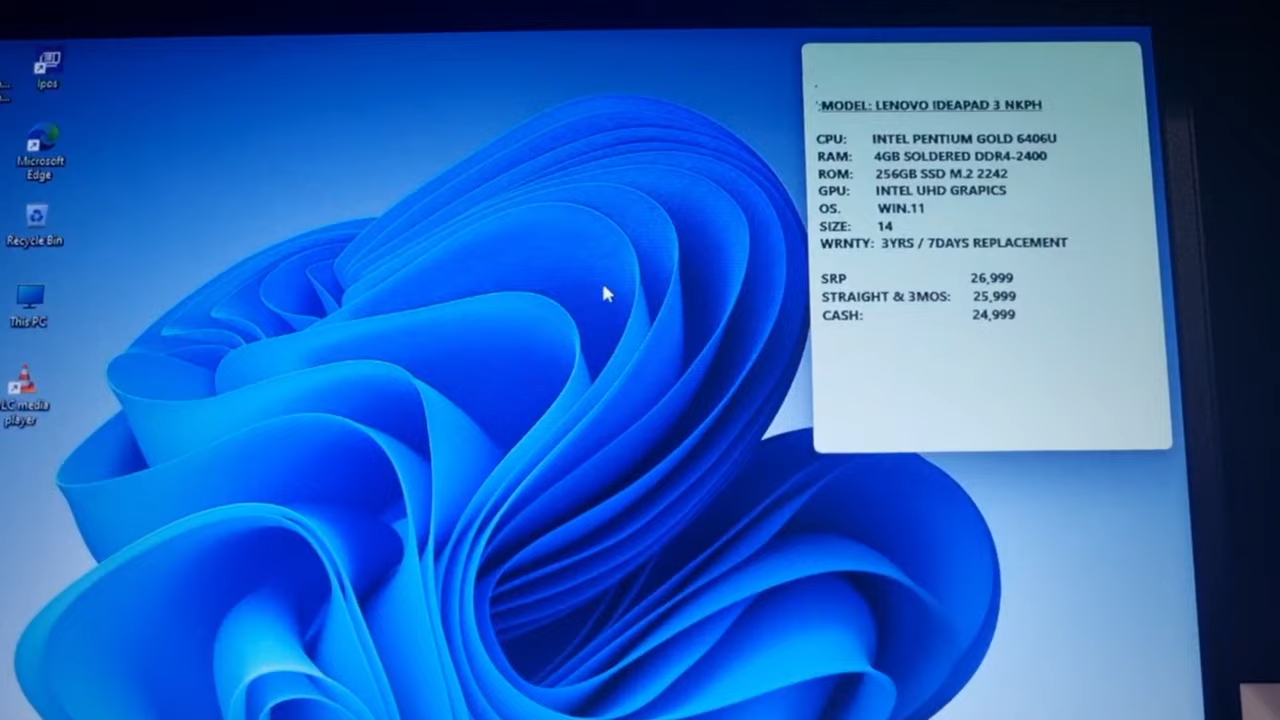 Ipos
Microsoft
Edge
Recycle Bin
This PC
LC media
player
:MODEL: LENOVO IDEAPAD 3 NKPH
CPU: INTEL PENTIUM GOLD 6406U
RAM: 4GB SOLDERED DDR4-2400
ROM: 256GB SSD M.2 2242
GPU: INTEL UHD GRAPICS
OS. WIN.11
SIZE: 14
WRNTY: 3YRS / 7DAYS REPLACEMENT
SRP 26,999
STRAIGHT & 3MOS: 25,999
CASH: 24,999